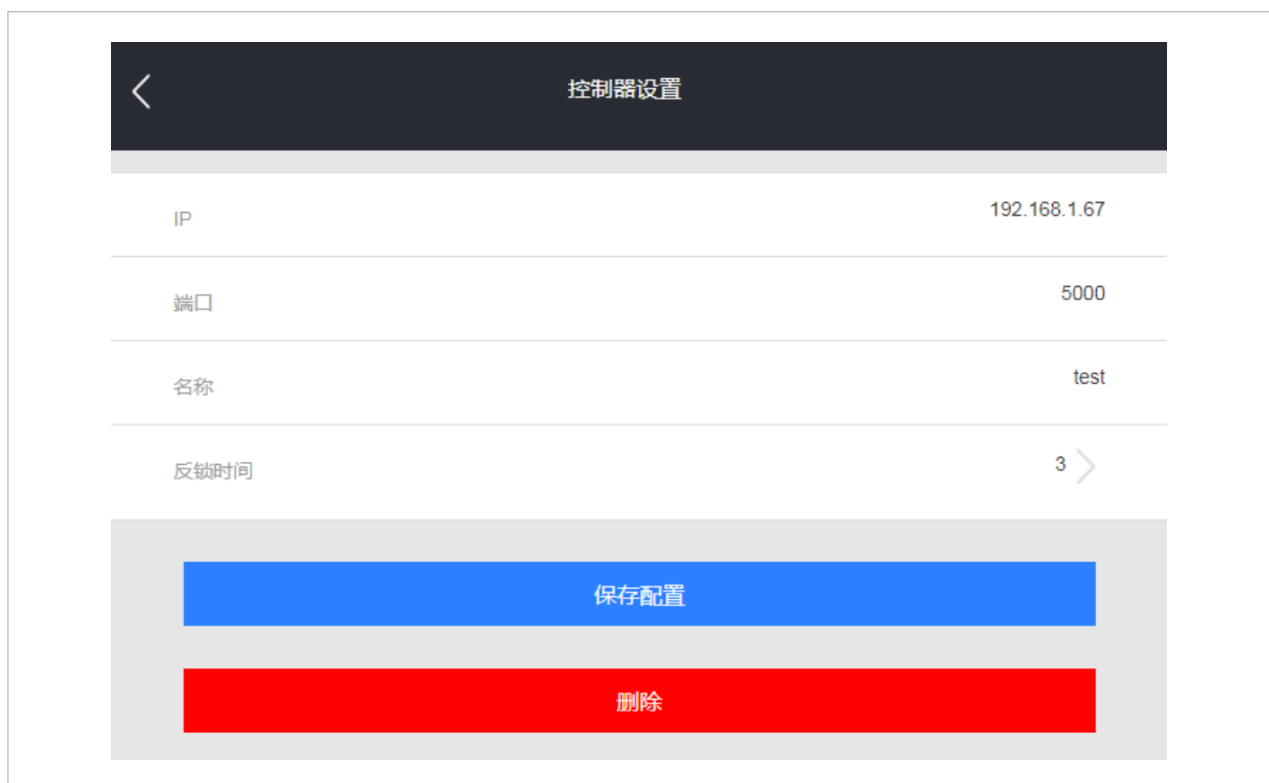 控制器设置
IP 192.168.1.67
端口 5000
名称 test
反锁时间 3
保存配置
删除